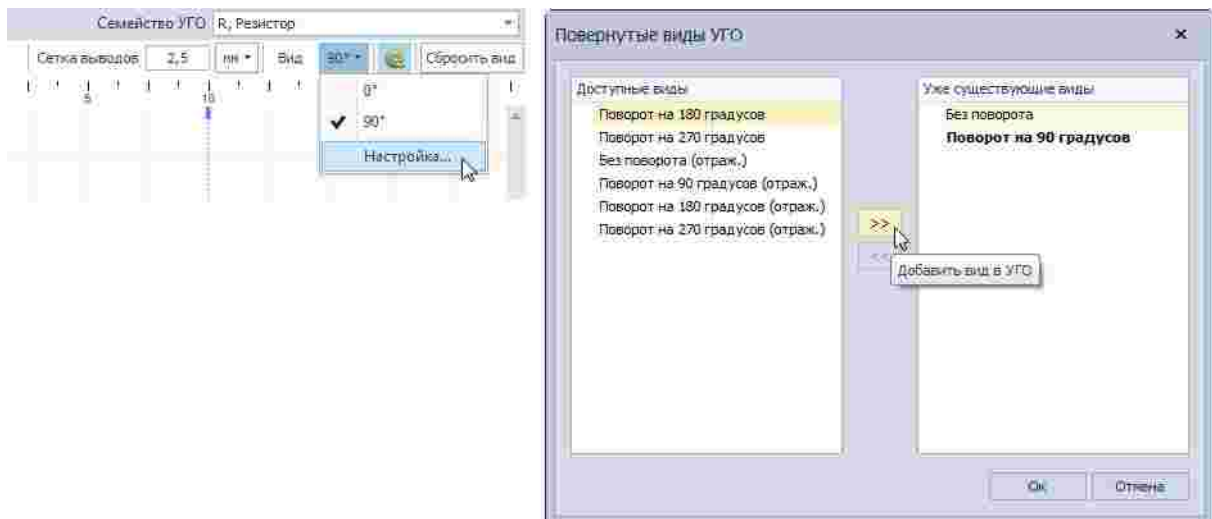 Семейство УГО R, Резистор
Сетка выводов 2,5 мм Вид 90° Сбросить вид
5 10
0°
90°
Настройка...
Повернутые виды УГО
Доступные виды
Поворот на 180 градусов
Поворот на 270 градусов
Без поворота (отраж.)
Поворот на 90 градусов (отраж.)
Поворот на 180 градусов (отраж.)
Поворот на 270 градусов (отраж.)
>>
<<
Добавить вид в УГО
Уже существующие виды
Без поворота
Поворот на 90 градусов
Ок Отмена